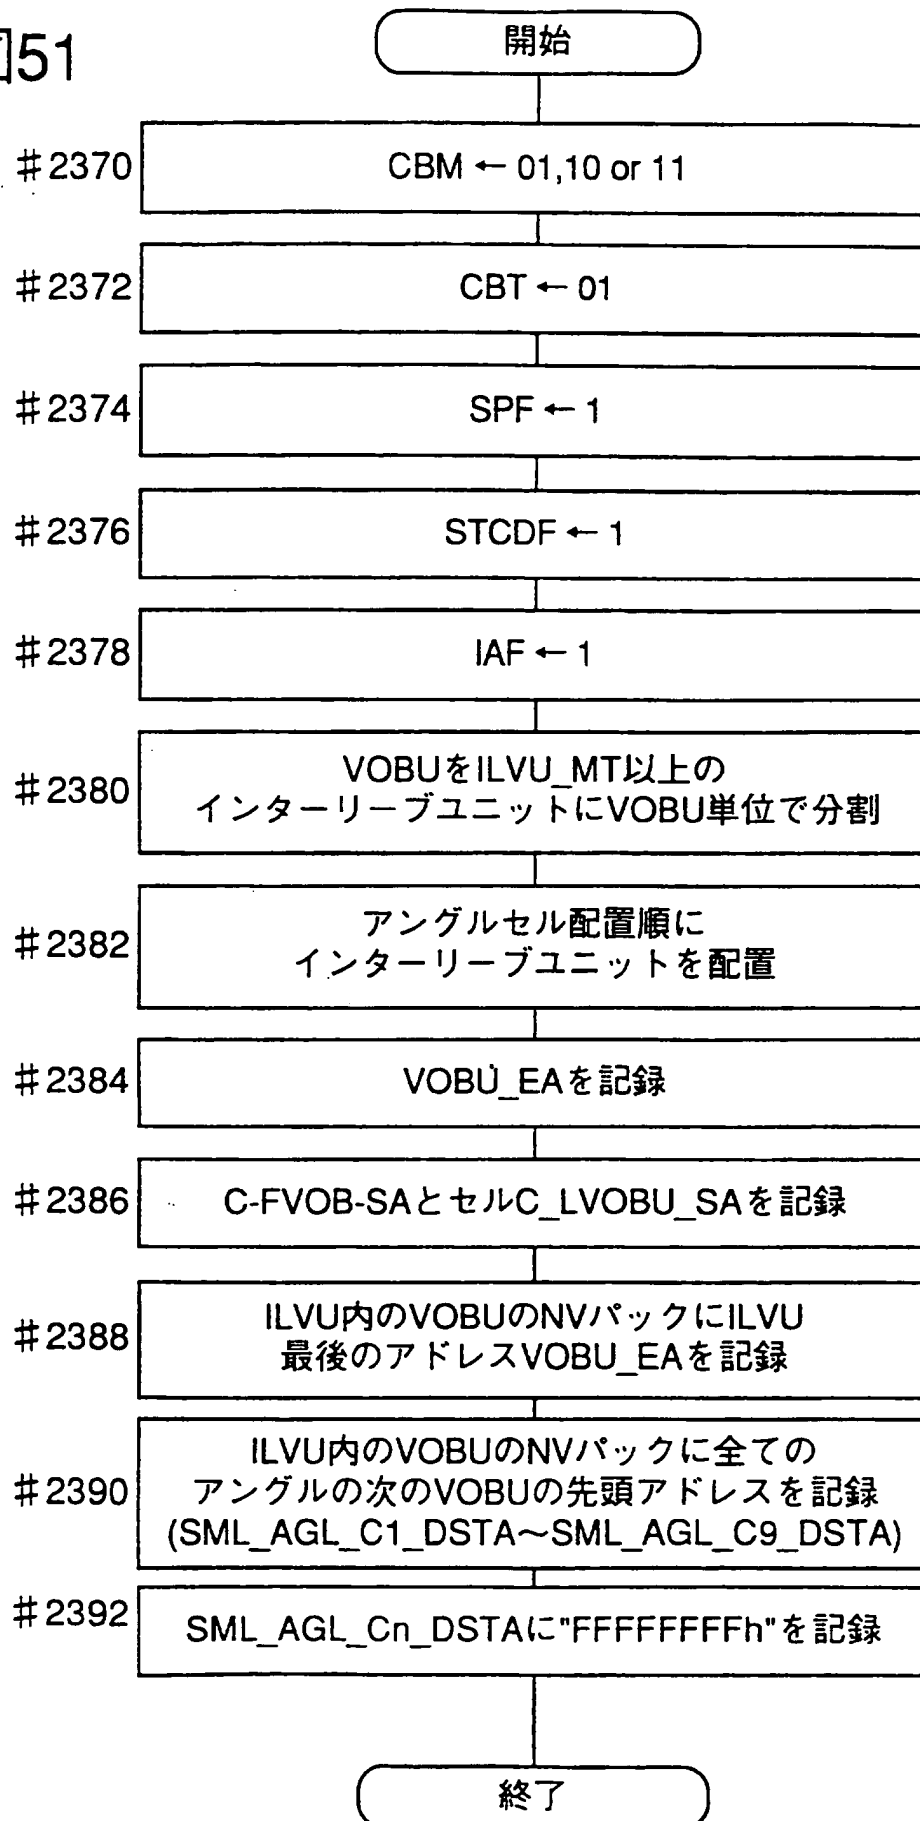 図51
開始
#2370
CBM ← 01,10 or 11
#2372
CBT ← 01
#2374
SPF ← 1
#2376
STCDF ← 1
#2378
IAF ← 1
#2380
VOBUをILVU_MT以上の
インターリーブユニットにVOBU単位で分割
#2382
アングルセル配置順に
インターリーブユニットを配置
#2384
VOBU_EAを記録
#2386
C-FVOB-SAとセルC_LVOBU_SAを記録
#2388
ILVU内のVOBUのNVパックにILVU
最後のアドレスVOBU_EAを記録
#2390
ILVU内のVOBUのNVパックに全ての
アングルの次のVOBUの先頭アドレスを記録
(SML_AGL_C1_DSTA～SML_AGL_C9_DSTA)
#2392
SML_AGL_Cn_DSTAに"FFFFFFFFh"を記録
終了